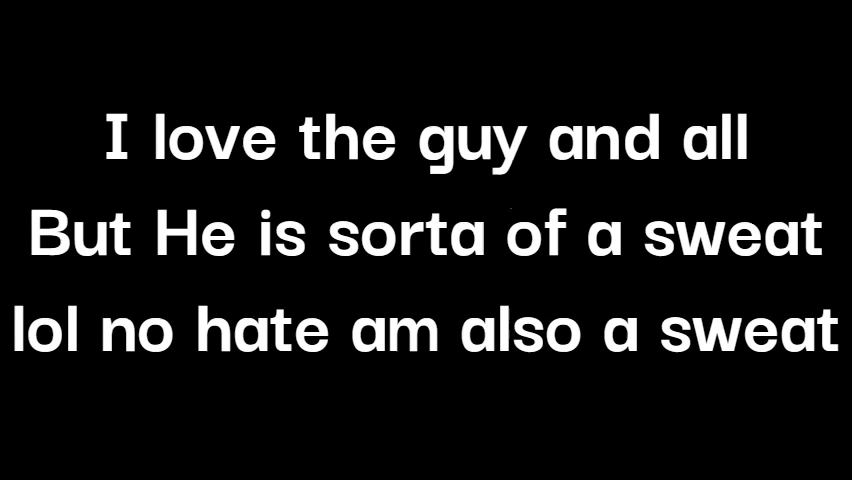 I love the guy and all
But He is sorta of a sweat
lol no hate am also a sweat